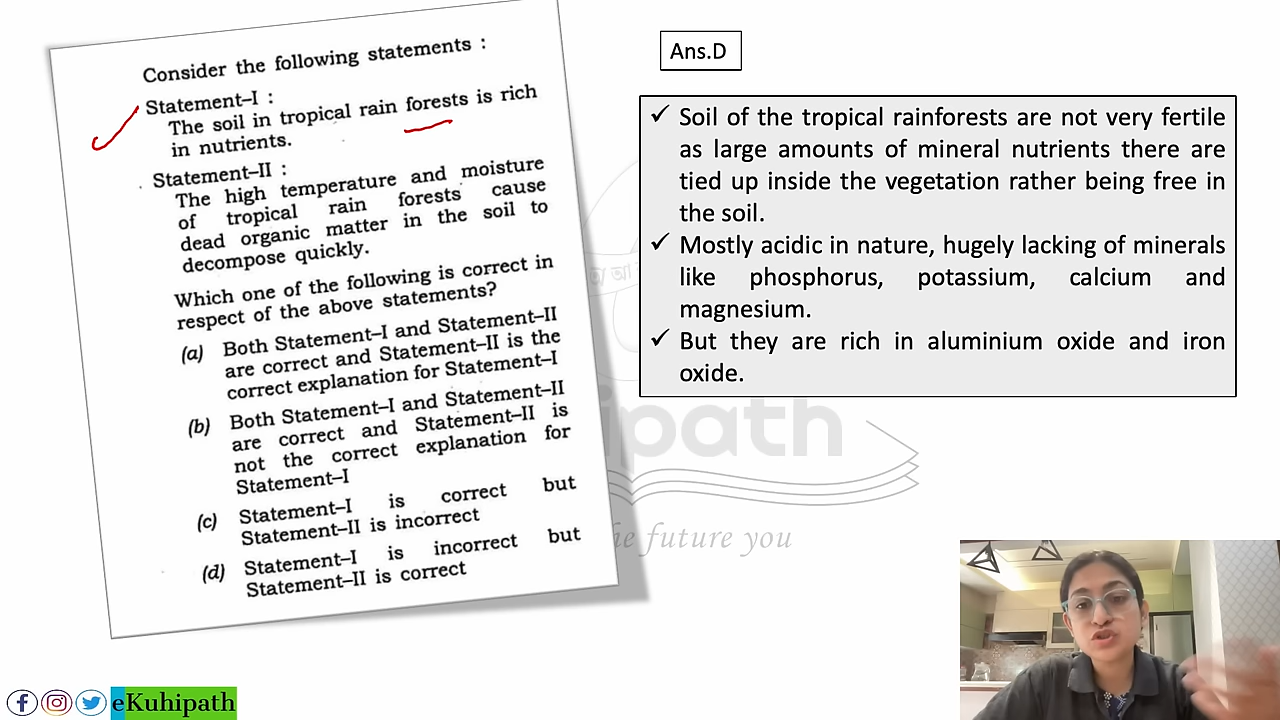 Consider the following statements :
Statement–I :
The soil in tropical rain forests is rich
in nutrients.
Statement–II :
The high temperature and moisture
of tropical rain forests cause
dead organic matter in the soil to
decompose quickly.
Which one of the following is correct in
respect of the above statements?
(a) Both Statement–I and Statement–II
are correct and Statement–II is the
correct explanation for Statement–I
(b) Both Statement–I and Statement–II
are correct and Statement–II is
not the correct explanation for
Statement–I
(c) Statement–I is correct but
Statement–II is incorrect
(d) Statement–I is incorrect but
Statement–II is correct
Ans.D
✓ Soil of the tropical rainforests are not very fertile
as large amounts of mineral nutrients there are
tied up inside the vegetation rather being free in
the soil.
✓ Mostly acidic in nature, hugely lacking of minerals
like phosphorus, potassium, calcium and
magnesium.
✓ But they are rich in aluminium oxide and iron
oxide.
ipath
he future you
eKuhipath